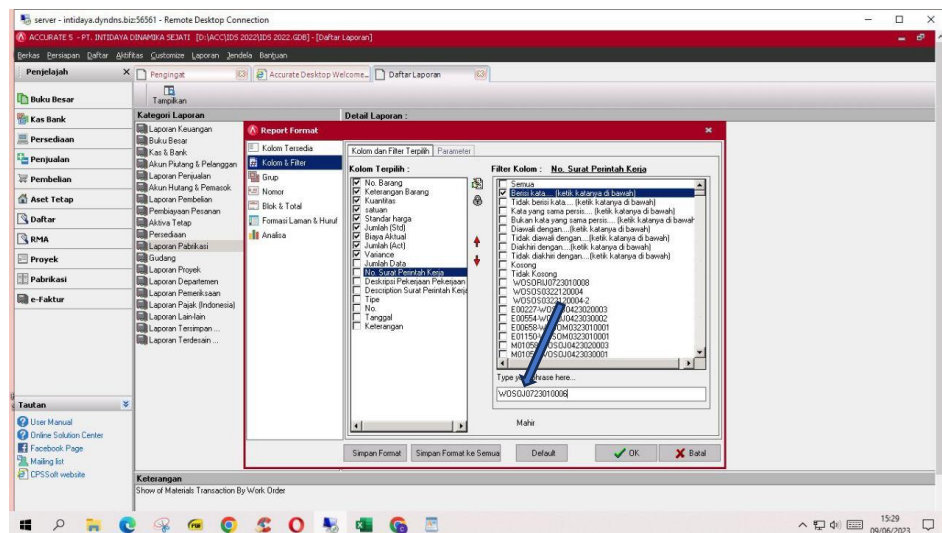 server - intidaya.dyndns.biz:56561 - Remote Desktop Connection
ACCURATE 5 - PT. INTIDAYA DINAMIKA SEJATI [D:\ACC\IDS 2022\IDS 2022.GDB] - [Daftar Laporan]
Berkas Persiapan Daftar Aktifitas Customize Laporan Jendela Bantuan
Penjelajah
Pengingat
Accurate Desktop Welcome...
Daftar Laporan
Tampilkan
Buku Besar
Kas Bank
Persediaan
Penjualan
Pembelian
Aset Tetap
Daftar
RMA
Proyek
Pabrikasi
e-Faktur
Kategori Laporan
Laporan Keuangan
Buku Besar
Kas & Bank
Akun Piutang & Pelanggan
Laporan Penjualan
Akun Hutang & Pemasok
Laporan Pembelian
Pembiayaan Pesanan
Aktiva Tetap
Persediaan
Laporan Pabrikasi
Gudang
Laporan Proyek
Laporan Departemen
Laporan Pemeriksaan
Laporan Pajak (Indonesia)
Laporan Lain-lain
Laporan Tersimpan ...
Laporan Terdesain ...
Detail Laporan :
Report Format
Kolom Tersedia
Kolom & Filter
Grup
Nomor
Blok & Total
Formasi Laman & Huruf
Analisa
Kolom dan Filter Terpilih
Parameter
Kolom Terpilih :
No. Barang
Keterangan Barang
Kuantitas
satuan
Standar harga
Jumlah (Std)
Biaya Aktual
Jumlah (Act)
Variance
Jumlah Data
No. Surat Perintah Kerja
Deskripsi Pekerjaan Pekerjaan
Description Surat Perintah Kerja
Tipe
No.
Tanggal
Keterangan
Filter Kolom : No. Surat Perintah Kerja
Semua
Berisi kata.... (ketik katanya di bawah)
Tidak berisi kata.... (ketik katanya di bawah)
Kata yang sama persis.... (ketik katanya di bawah)
Bukan kata yang sama persis....(ketik katanya di bawah
Diawali dengan....(ketik katanya di bawah)
Tidak diawali dengan....(ketik katanya di bawah)
Diakhiri dengan....(ketik katanya di bawah)
Tidak diakhiri dengan....(ketik katanya di bawah)
Kosong
Tidak Kosong
WOSORIJ0723010008
WOSOS0322120004
WOSOS0322120004-2
Type your phrase here...
WOSOJ0723010006
Mahir
Simpan Format
Simpan Format ke Semua
Default
OK
Batal
Tautan
User Manual
Online Solution Center
Facebook Page
Mailing list
CPSSoft website
Keterangan
Show of Materials Transaction By Work Order
15:29
09/06/2023